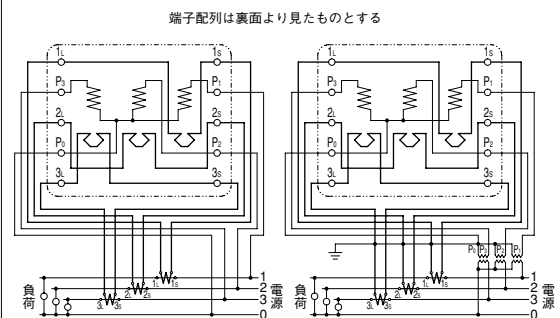 端子配列は裏面より見たものとする
1L 1S
P3 P1
2L 2S
P0 P2
3L 3S
1L 1S
2L 2S
3L 3S
負荷
1
2
3
0
電源
1L 1S
P3 P1
2L 2S
P0 P2
3L 3S
P0 P3 P2 P1
1L 1S
2L 2S
3L 3S
負荷
1
2
3
0
電源